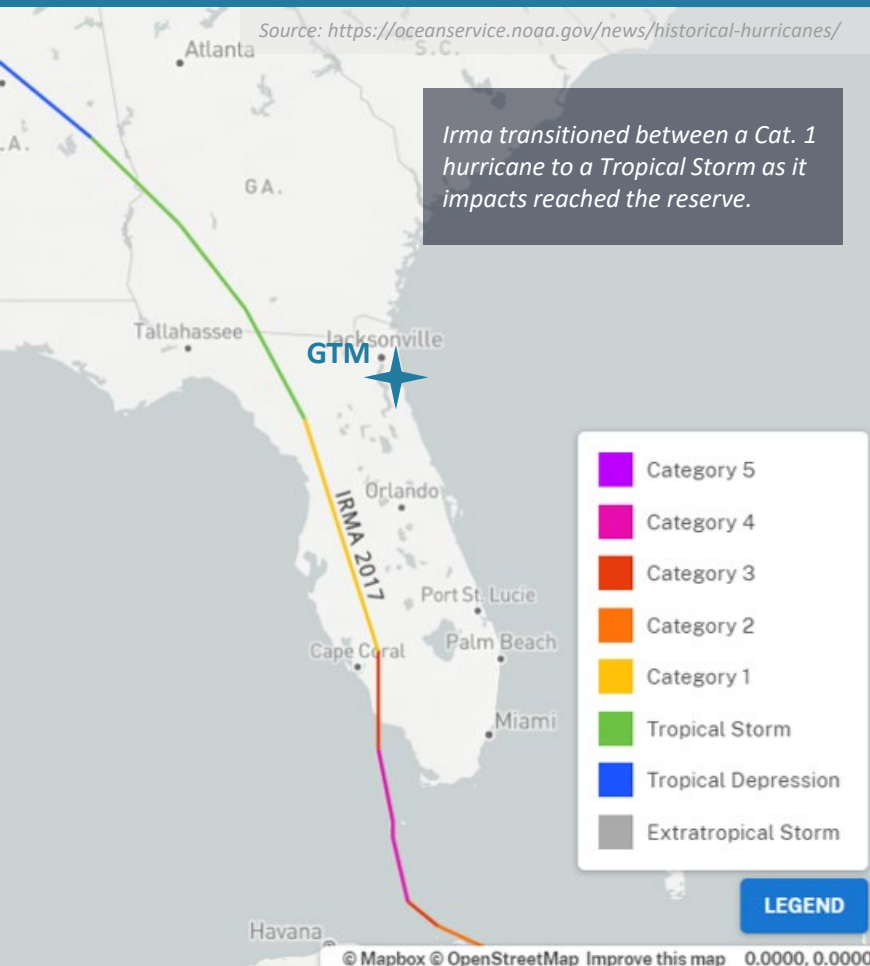 Source: https://oceanservice.noaa.gov/news/historical-hurricanes/
Atlanta
S.C.
Irma transitioned between a Cat. 1
hurricane to a Tropical Storm as it
impacts reached the reserve.
LA.
GA.
Tallahassee
Jacksonville
GTM
Category 5
Category 4
Category 3
Category 2
Category 1
Tropical Storm
Tropical Depression
Extratropical Storm
LEGEND
Orlando
IRMA 2017
Port St. Lucie
Cape Coral
Palm Beach
Miami
Havana
© Mapbox © OpenStreetMap Improve this map 0.0000, 0.0000